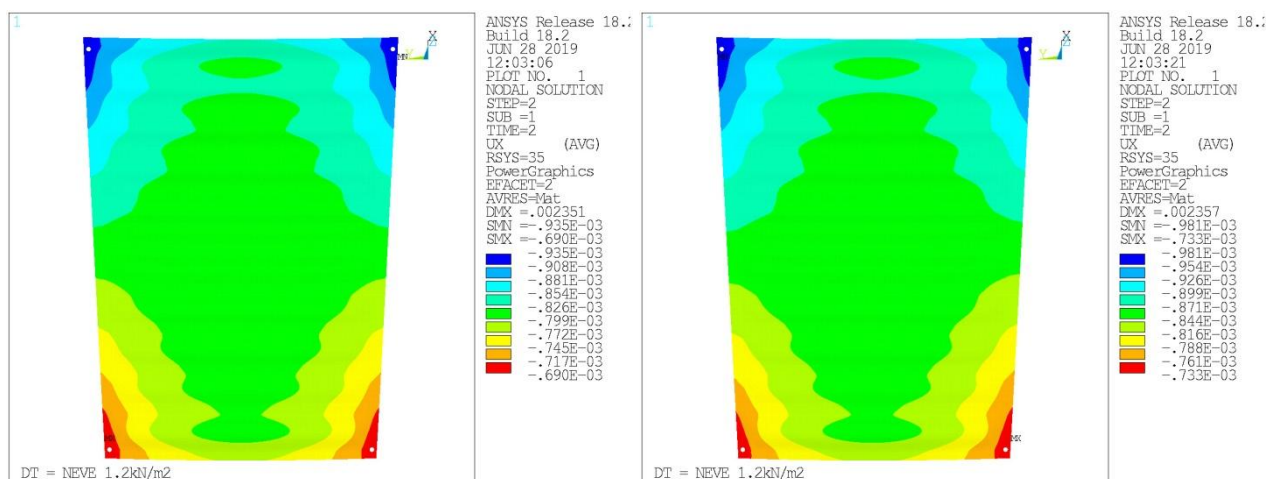 1
ANSYS Release 18.2
Build 18.2
JUN 28 2019
12:03:06
PLOT NO. 1
NODAL SOLUTION
STEP=2
SUB =1
TIME=2
UX (AVG)
RSYS=35
PowerGraphics
EFACET=2
AVRES=Mat
DMX =.002351
SMN =-.935E-03
SMX =-.690E-03
-.935E-03
-.908E-03
-.881E-03
-.854E-03
-.826E-03
-.799E-03
-.772E-03
-.745E-03
-.717E-03
-.690E-03
X
Y
MN
MX
DT = NEVE 1.2kN/m2
1
ANSYS Release 18.2
Build 18.2
JUN 28 2019
12:03:21
PLOT NO. 1
NODAL SOLUTION
STEP=2
SUB =1
TIME=2
UX (AVG)
RSYS=35
PowerGraphics
EFACET=2
AVRES=Mat
DMX =.002357
SMN =-.981E-03
SMX =-.733E-03
-.981E-03
-.954E-03
-.926E-03
-.899E-03
-.871E-03
-.844E-03
-.816E-03
-.788E-03
-.761E-03
-.733E-03
X
Y
MN
MX
DT = NEVE 1.2kN/m2